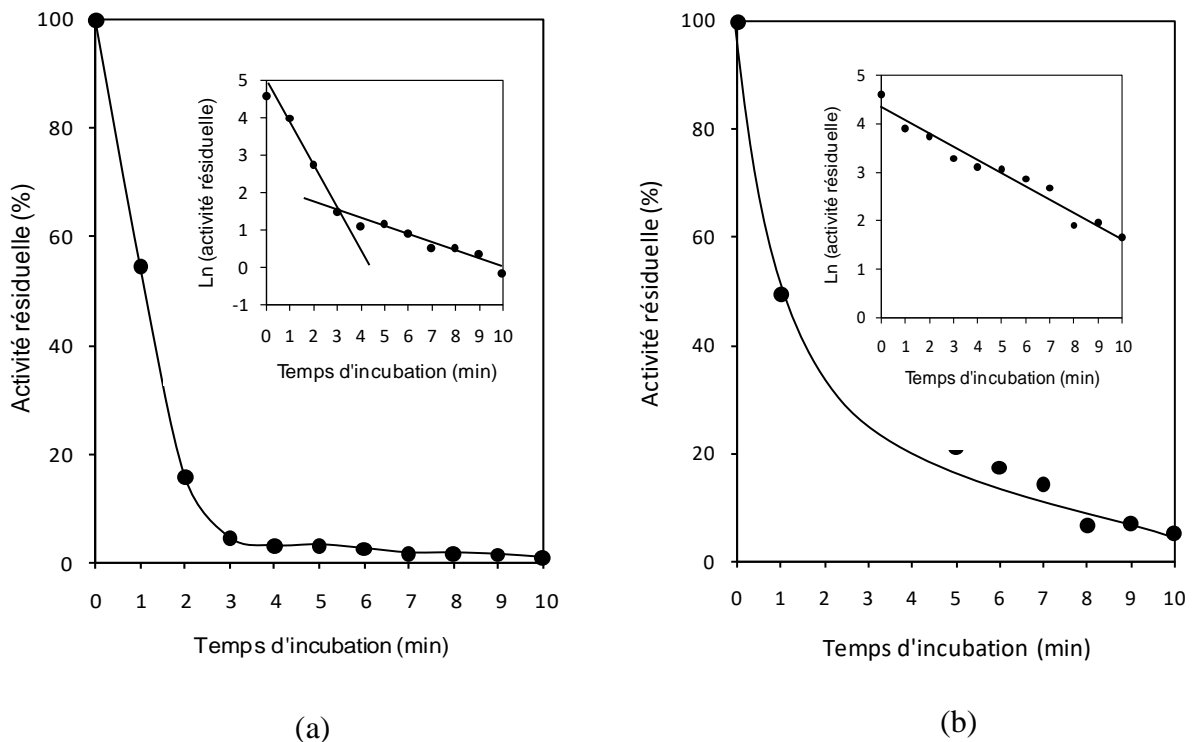 100
80
60
40
20
0
Activité résiduelle (%)
0 1 2 3 4 5 6 7 8 9 10
Temps d'incubation (min)
5
4
3
2
1
0
-1
Ln (activité résiduelle)
0 1 2 3 4 5 6 7 8 9 10
Temps d'incubation (min)
(a)
100
80
60
40
20
0
Activité résiduelle (%)
0 1 2 3 4 5 6 7 8 9 10
Temps d'incubation (min)
5
4
3
2
1
0
Ln (activité résiduelle)
0 1 2 3 4 5 6 7 8 9 10
Temps d'incubation (min)
(b)